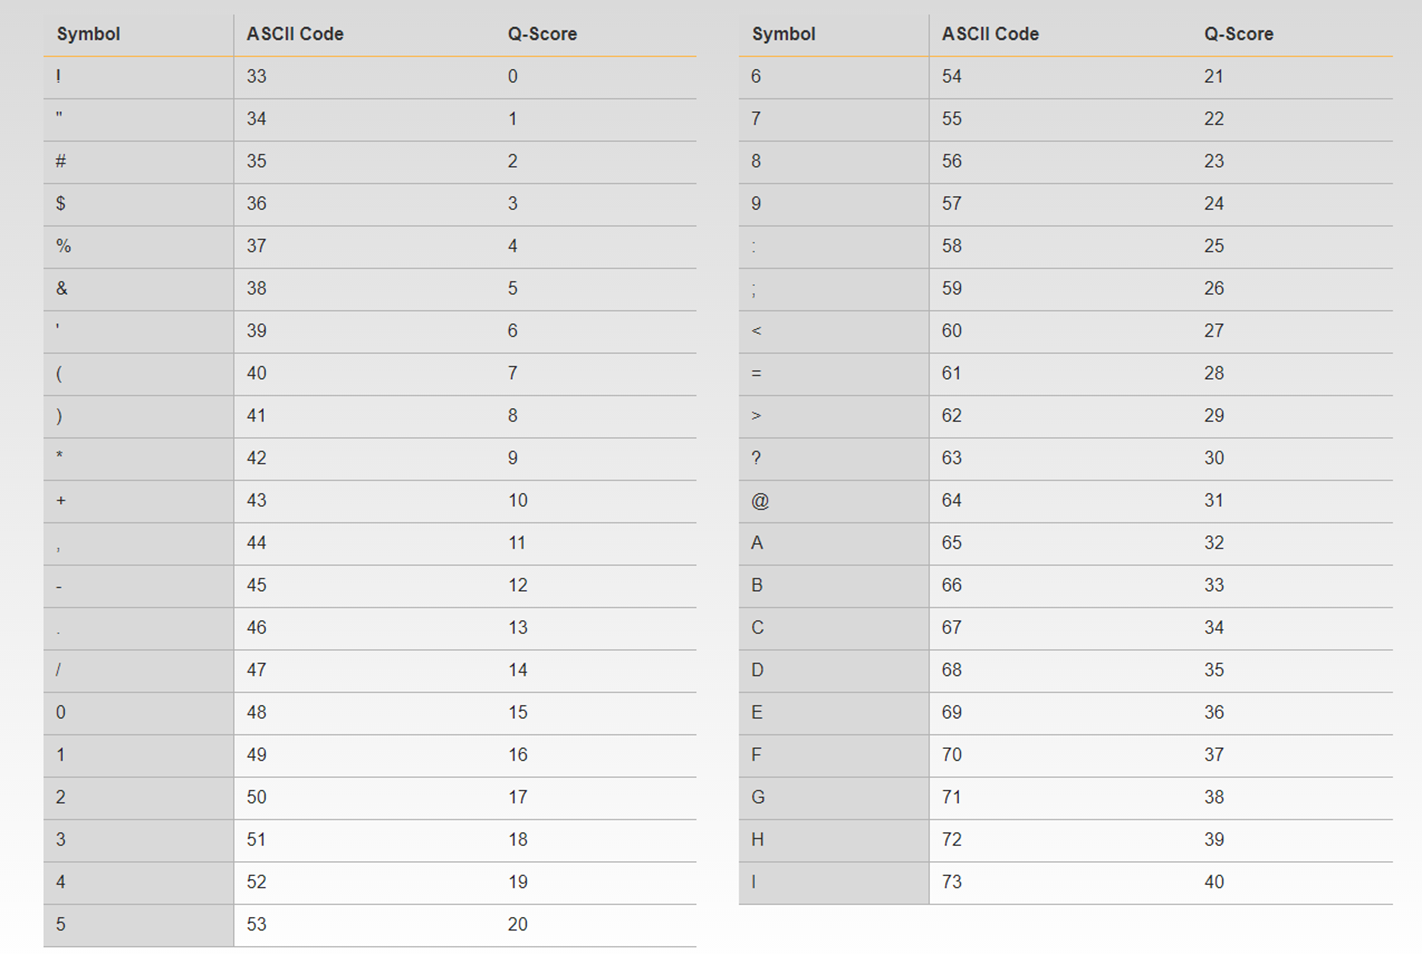 Symbol ASCII Code Q-Score
! 33 0
" 34 1
# 35 2
$ 36 3
% 37 4
& 38 5
' 39 6
( 40 7
) 41 8
* 42 9
+ 43 10
, 44 11
- 45 12
. 46 13
/ 47 14
0 48 15
1 49 16
2 50 17
3 51 18
4 52 19
5 53 20
Symbol ASCII Code Q-Score
6 54 21
7 55 22
8 56 23
9 57 24
: 58 25
; 59 26
< 60 27
= 61 28
> 62 29
? 63 30
@ 64 31
A 65 32
B 66 33
C 67 34
D 68 35
E 69 36
F 70 37
G 71 38
H 72 39
I 73 40